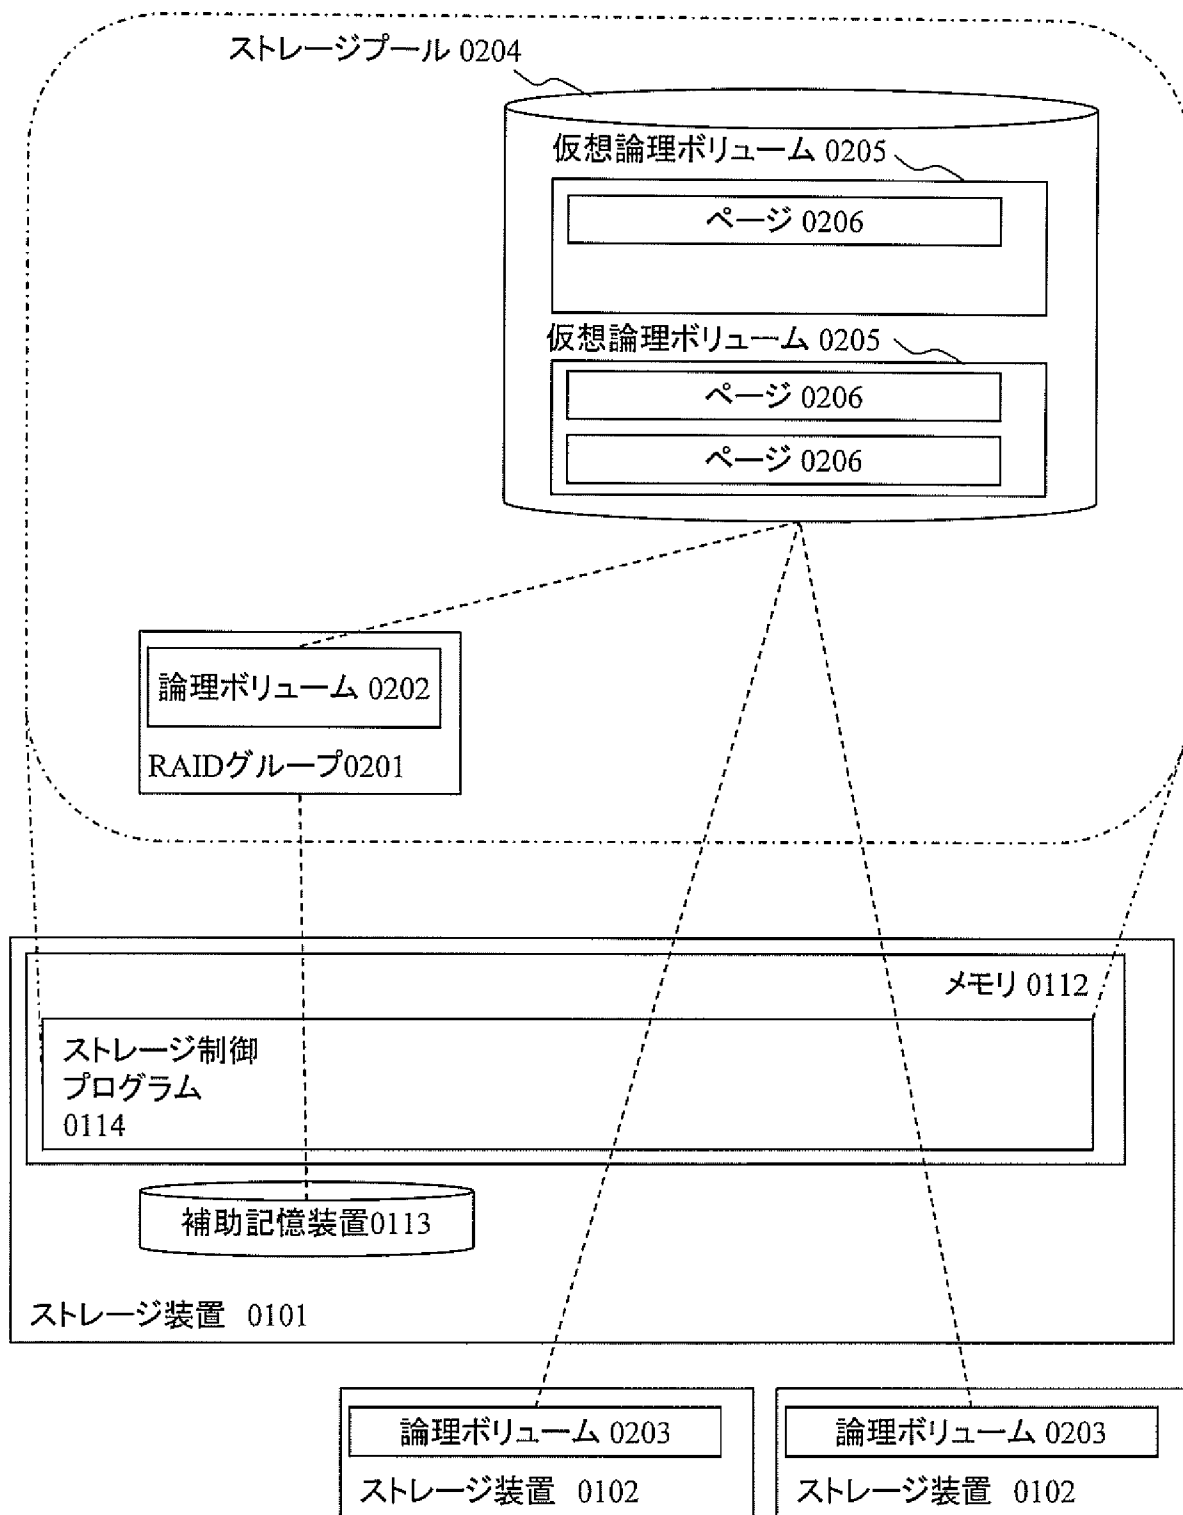 ストレージプール 0204
仮想論理ボリューム 0205
ページ 0206
仮想論理ボリューム 0205
ページ 0206
ページ 0206
論理ボリューム 0202
RAIDグループ0201
メモリ 0112
ストレージ制御
プログラム
0114
補助記憶装置0113
ストレージ装置 0101
論理ボリューム 0203
ストレージ装置 0102
論理ボリューム 0203
ストレージ装置 0102